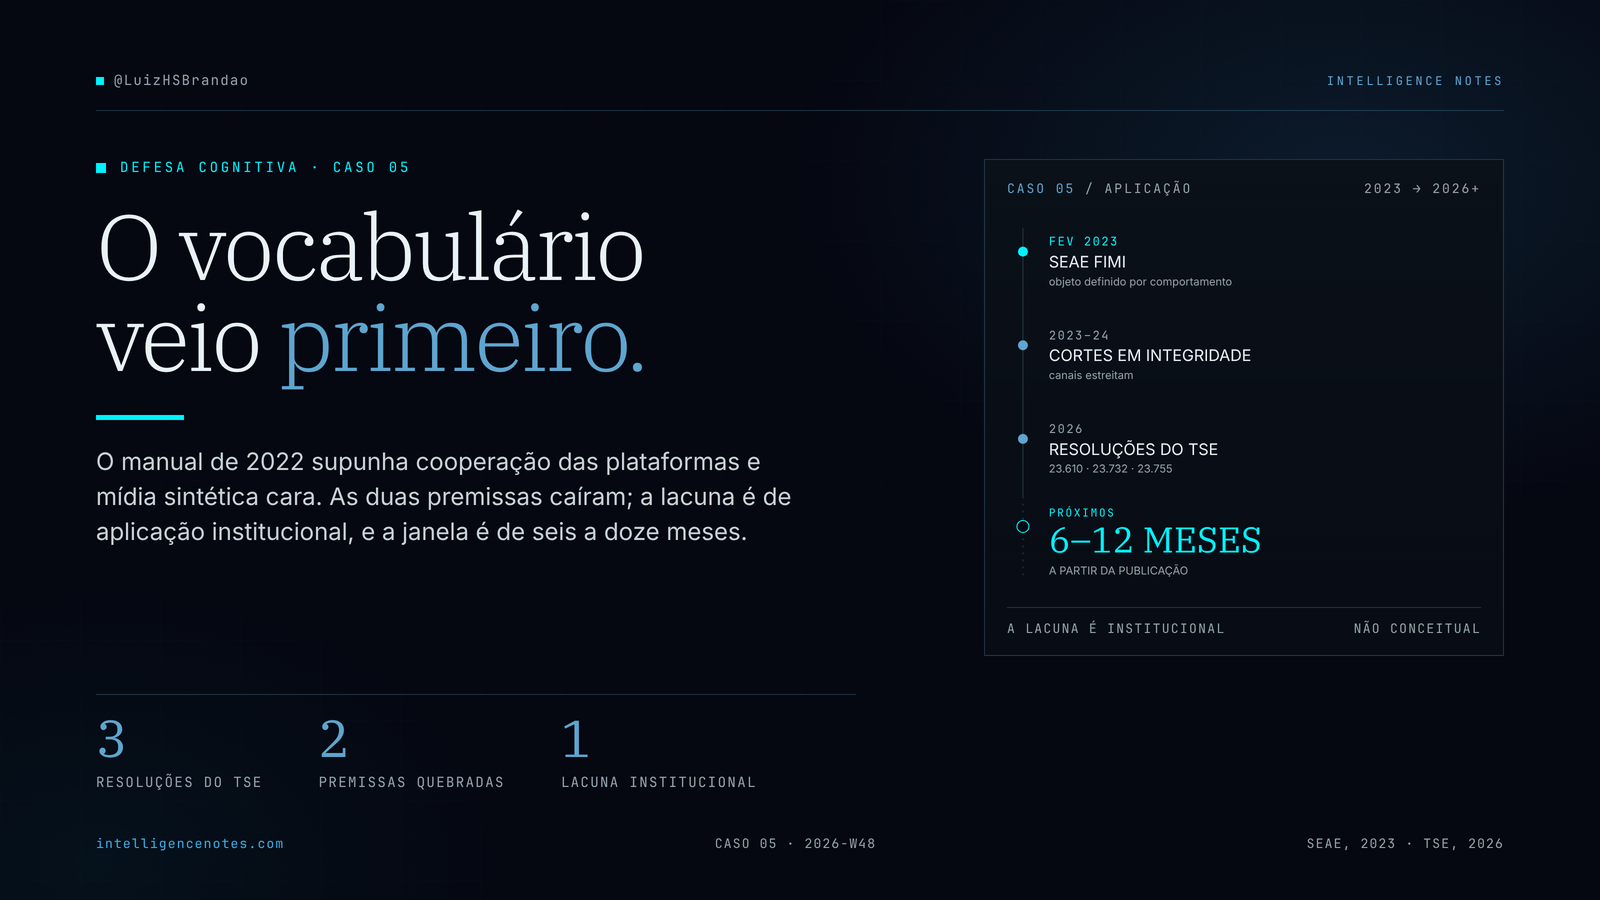 @LuizHSBrandao
INTELLIGENCE NOTES
DEFESA COGNITIVA · CASO 05
O vocabulário
veio primeiro.
O manual de 2022 supunha cooperação das plataformas e
mídia sintética cara. As duas premissas caíram; a lacuna é de
aplicação institucional, e a janela é de seis a doze meses.
CASO 05 / APLICAÇÃO
2023 → 2026+
FEV 2023
SEAE FIMI
objeto definido por comportamento
2023–24
CORTES EM INTEGRIDADE
canais estreitam
2026
RESOLUÇÕES DO TSE
23.610 · 23.732 · 23.755
PRÓXIMOS
6–12 MESES
A PARTIR DA PUBLICAÇÃO
A LACUNA É INSTITUCIONAL
NÃO CONCEITUAL
3
RESOLUÇÕES DO TSE
2
PREMISSAS QUEBRADAS
1
LACUNA INSTITUCIONAL
intelligencenotes.com
CASO 05 · 2026-W48
SEAE, 2023 · TSE, 2026